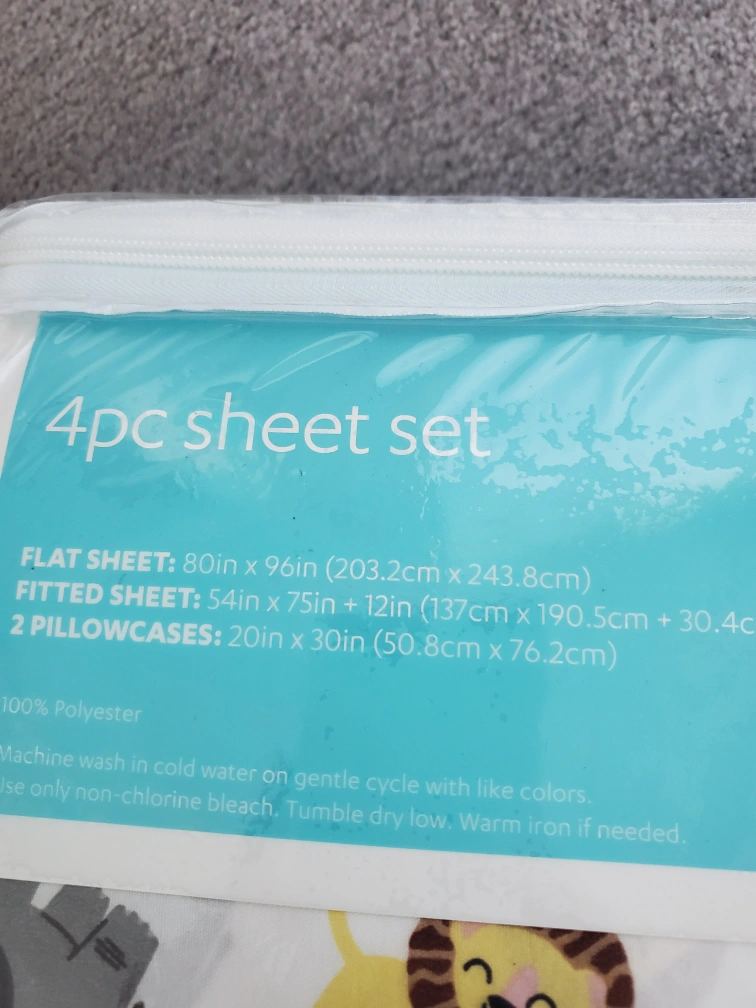 4pc sheet set
FLAT SHEET: 80in x 96in (203.2cm x 243.8cm)
FITTED SHEET: 54in x 75in + 12in (137cm x 190.5cm + 30.4c
2 PILLOWCASES: 20in x 30in (50.8cm x 76.2cm)
100% Polyester
Machine wash in cold water on gentle cycle with like colors.
Use only non-chlorine bleach. Tumble dry low. Warm iron if needed.